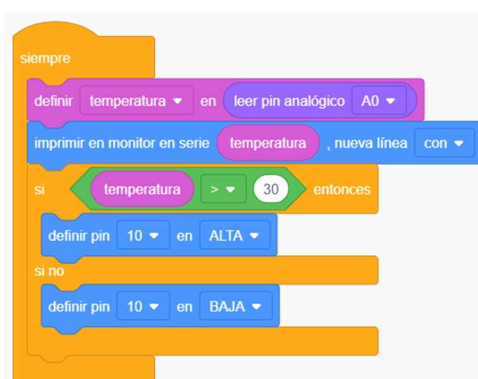 siempre
definir temperatura en leer pin analógico A0
imprimir en monitor en serie temperatura , nueva línea con
si temperatura > 30 entonces
definir pin 10 en ALTA
si no
definir pin 10 en BAJA